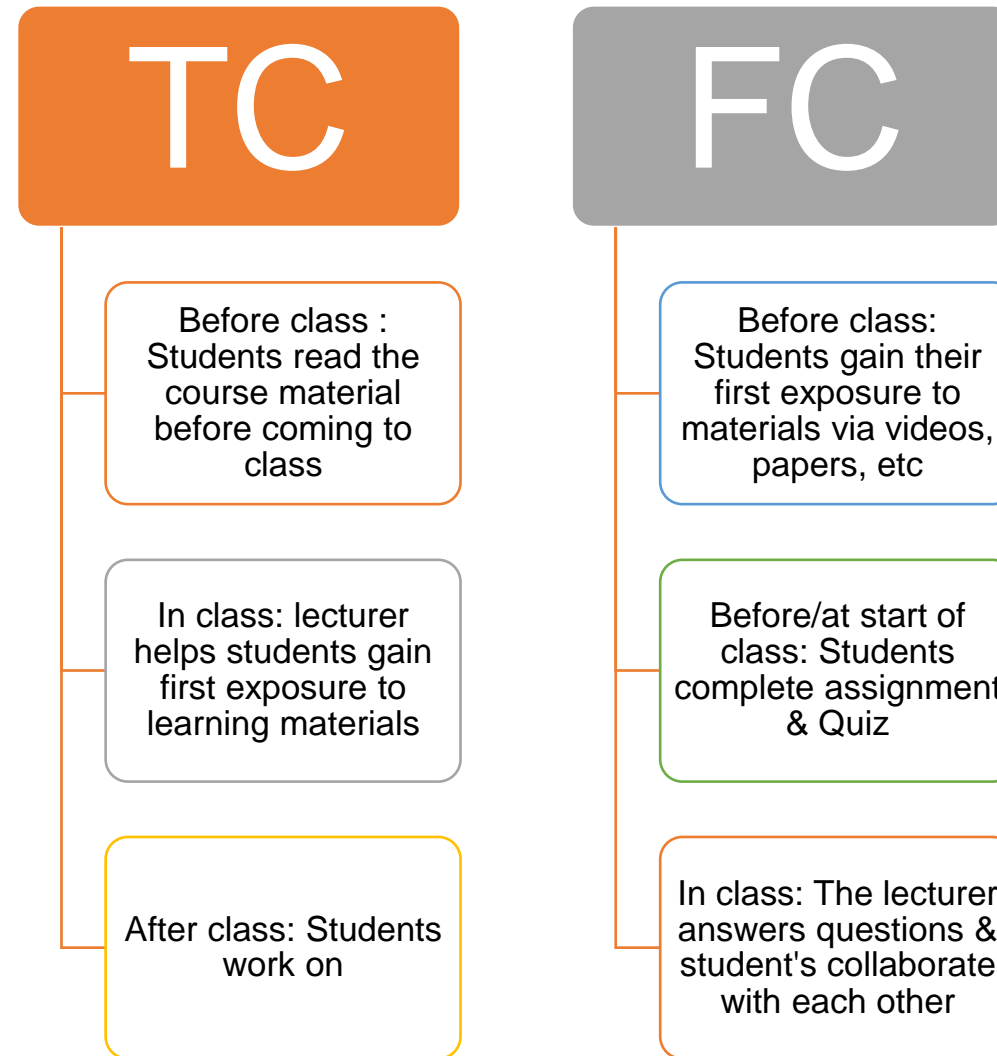 TC
Before class :
Students read the
course material
before coming to
class
In class: lecturer
helps students gain
first exposure to
learning materials
After class: Students
work on
FC
Before class:
Students gain their
first exposure to
materials via videos,
papers, etc
Before/at start of
class: Students
complete assignment
& Quiz
In class: The lecturer
answers questions &
student's collaborate
with each other